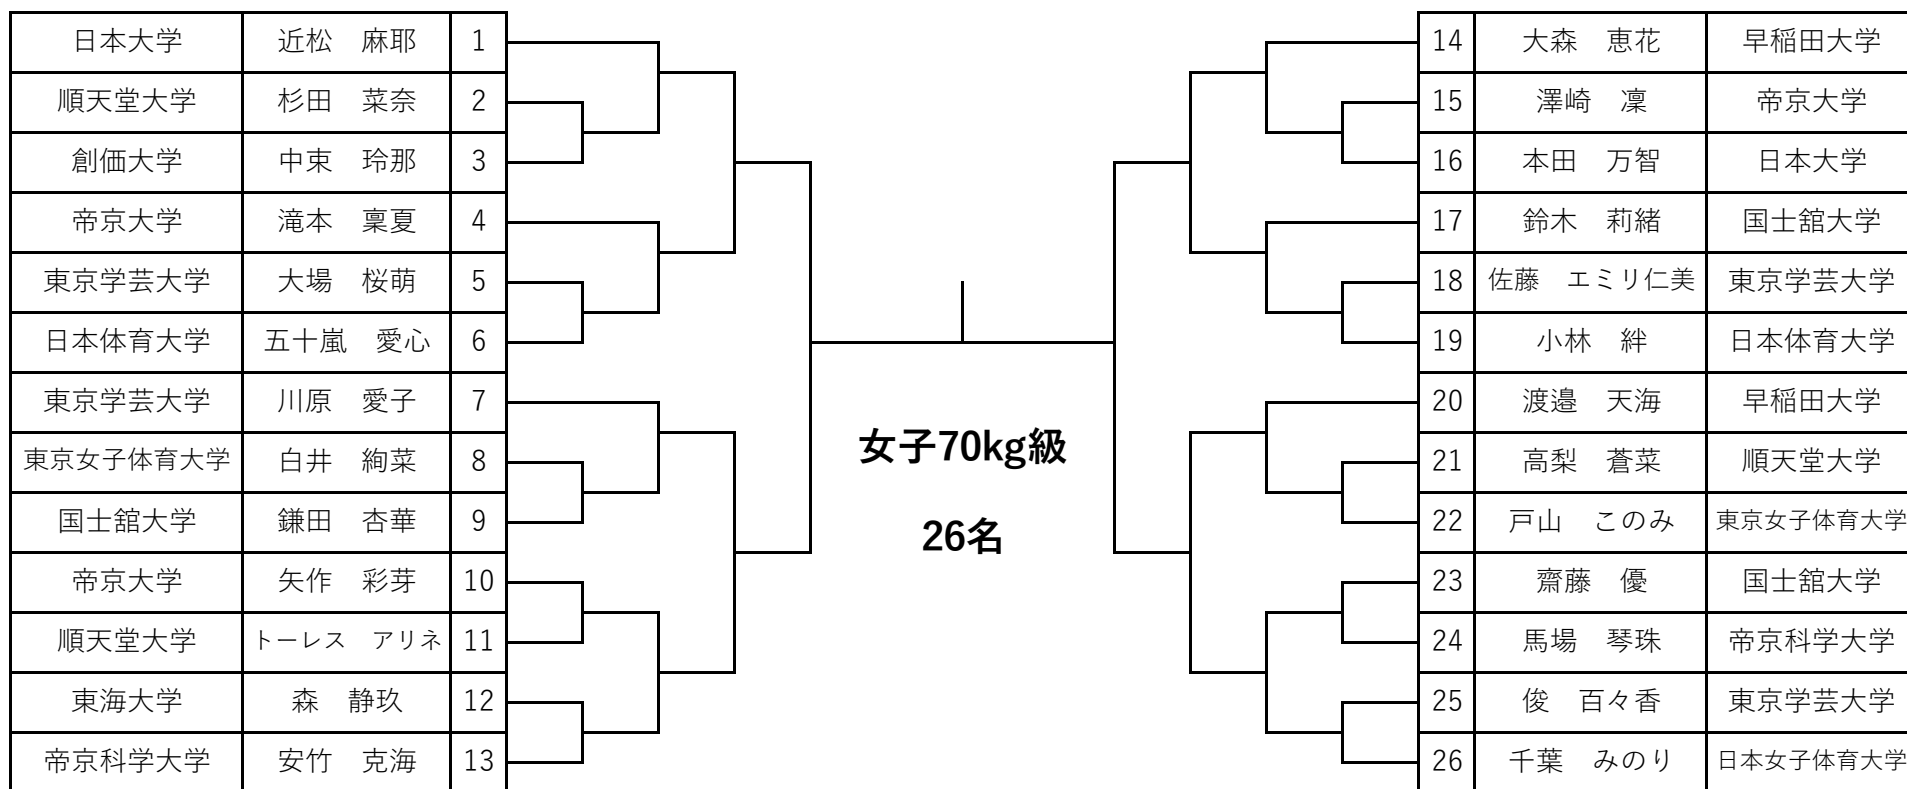 日本大学 近松 麻耶 1
順天堂大学 杉田 菜奈 2
創価大学 中束 玲那 3
帝京大学 滝本 稟夏 4
東京学芸大学 大場 桜萌 5
日本体育大学 五十嵐 愛心 6
東京学芸大学 川原 愛子 7
東京女子体育大学 白井 絢菜 8
国士舘大学 鎌田 杏華 9
帝京大学 矢作 彩芽 10
順天堂大学 トーレス アリネ 11
東海大学 森 静玖 12
帝京科学大学 安竹 克海 13
女子70kg級
26名
14 大森 恵花 早稲田大学
15 澤崎 凜 帝京大学
16 本田 万智 日本大学
17 鈴木 莉緒 国士舘大学
18 佐藤 エミリ仁美 東京学芸大学
19 小林 絆 日本体育大学
20 渡邉 天海 早稲田大学
21 高梨 蒼菜 順天堂大学
22 戸山 このみ 東京女子体育大学
23 齋藤 優 国士舘大学
24 馬場 琴珠 帝京科学大学
25 俊 百々香 東京学芸大学
26 千葉 みのり 日本女子体育大学